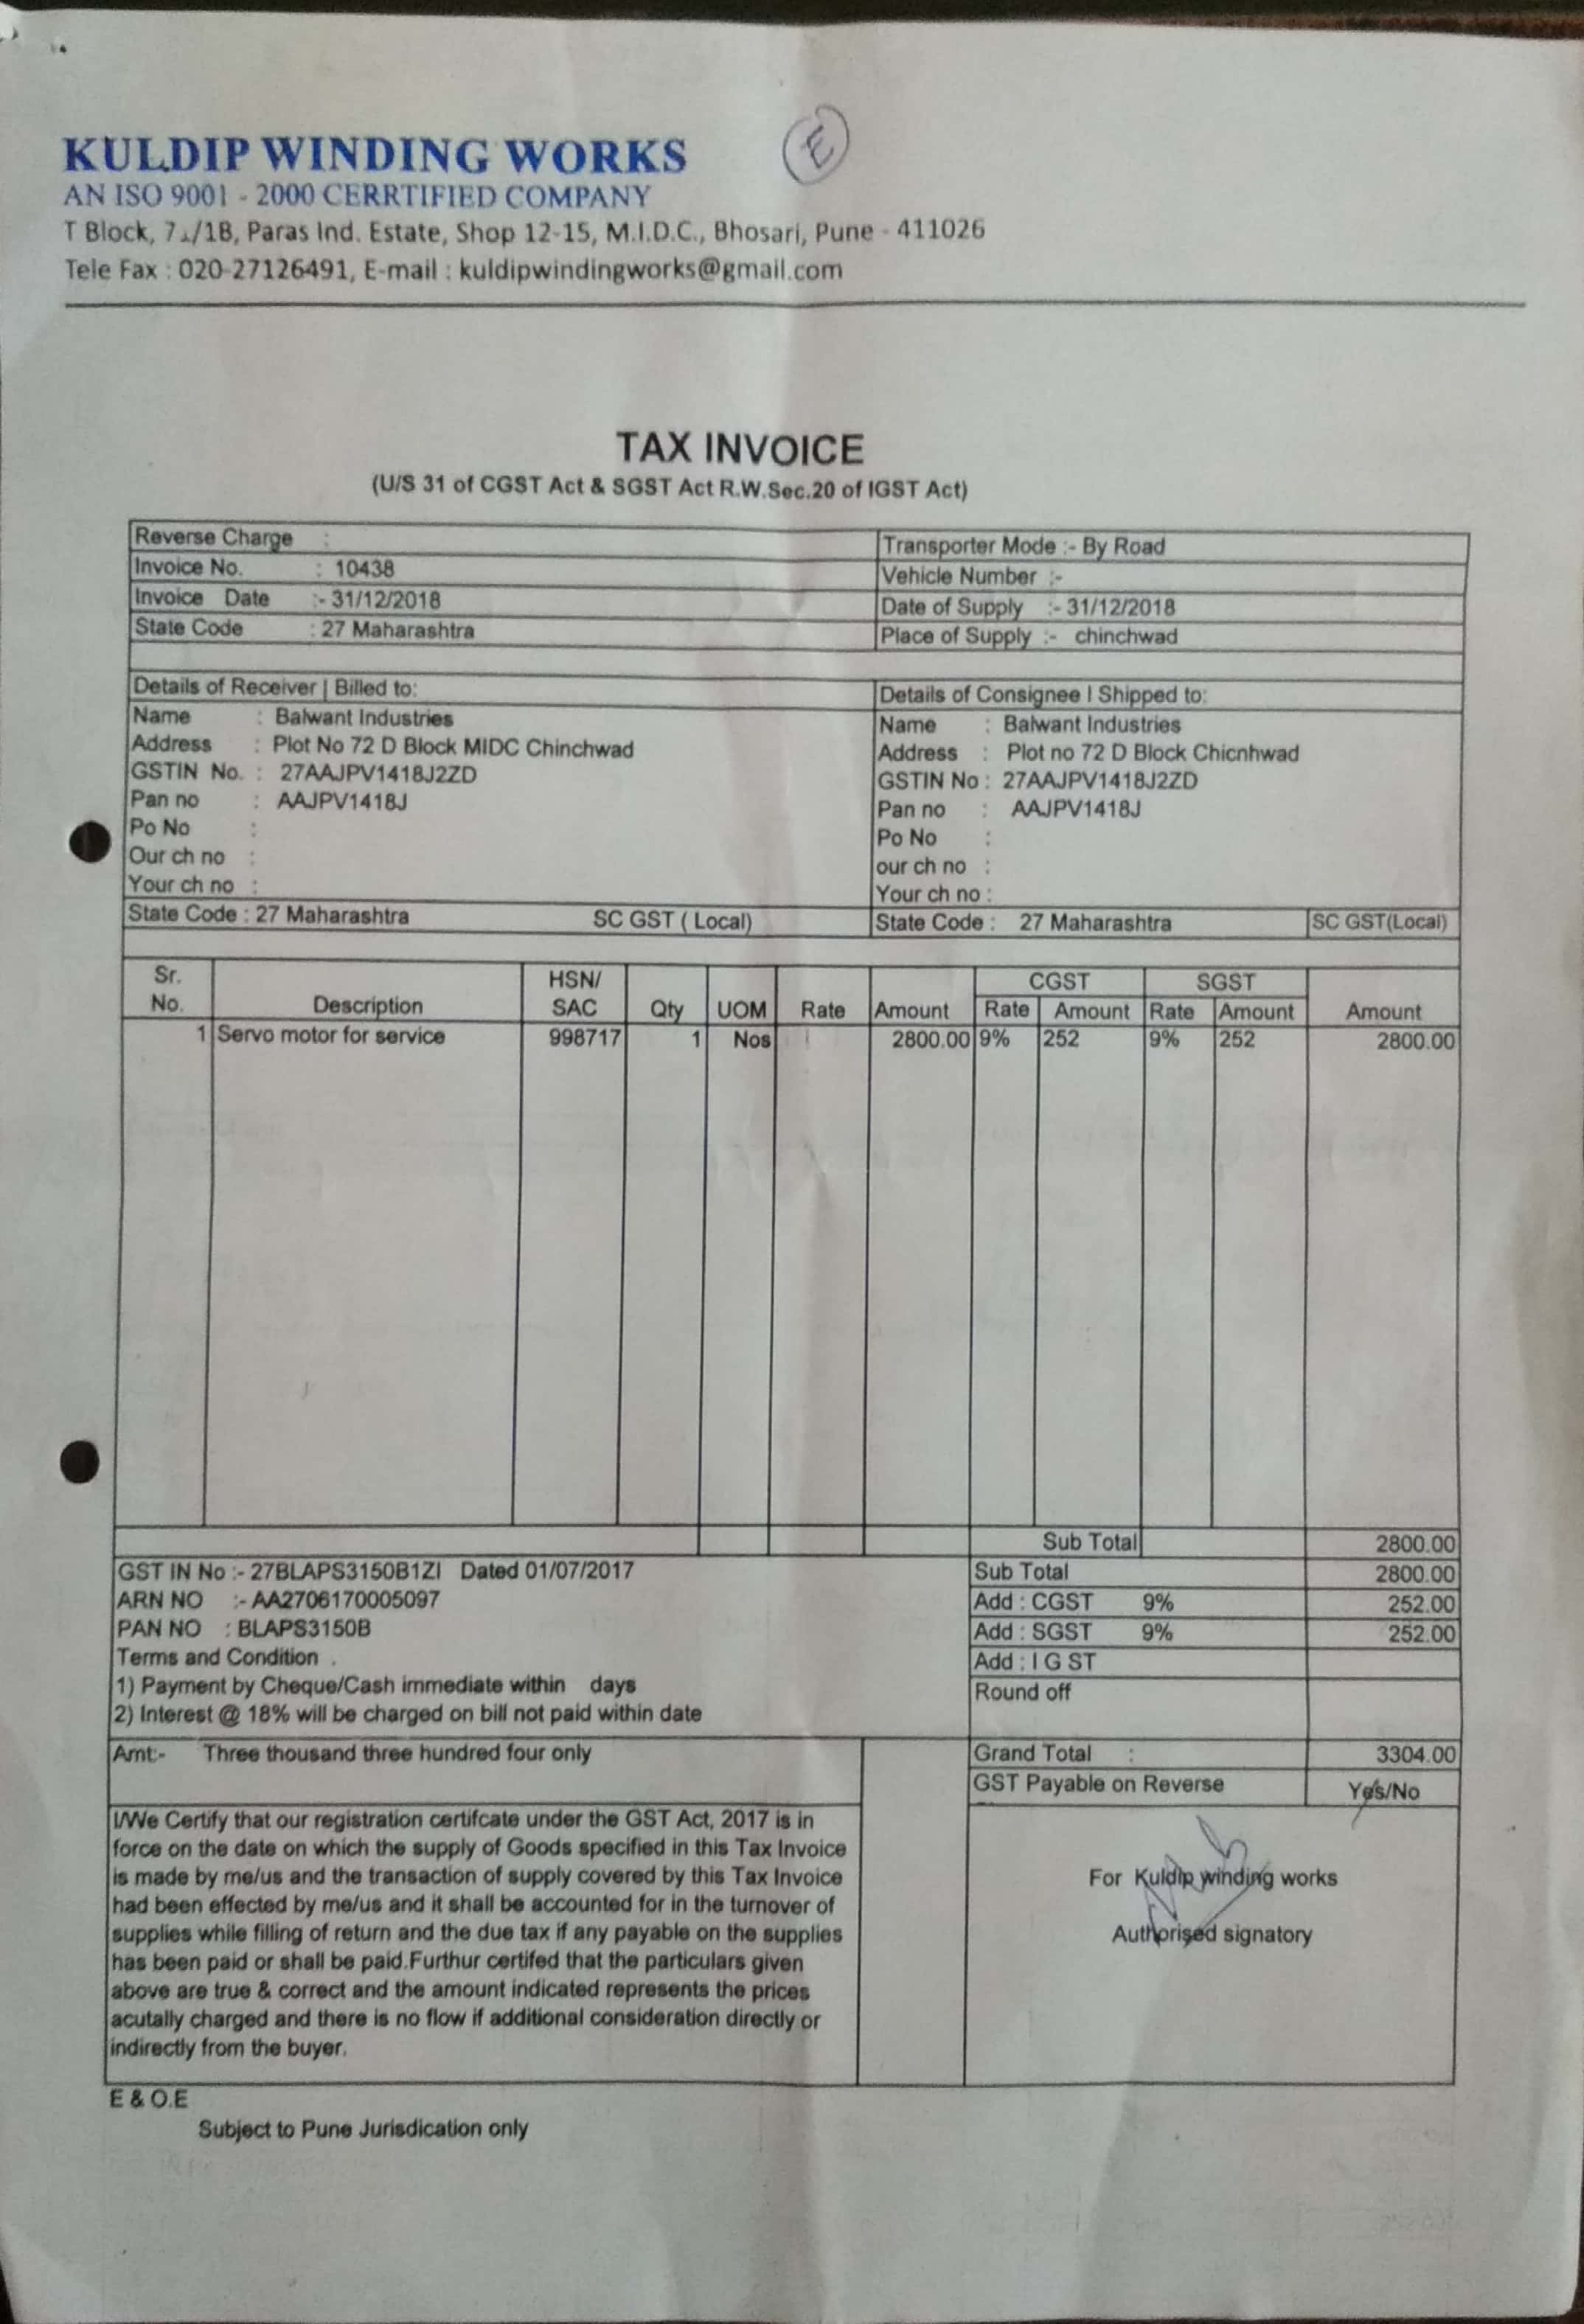 E
KULDIP WINDING WORKS
AN ISO 9001 - 2000 CERRTIFIED COMPANY
T Block, Paras Ind. Estate, Shop 12-15, M.I.D.C., Bhosari, Pune - 411026
Tele Fax : 020-27126491, E-mail : kuldipwindingworks@gmail.com
TAX INVOICE
(U/S 31 of CGST Act & SGST Act R.W.Sec.20 of IGST Act)
Reverse Charge :
Invoice No. : 10438
Invoice Date :- 31/12/2018
State Code : 27 Maharashtra
Transporter Mode :- By Road
Vehicle Number :-
Date of Supply :- 31/12/2018
Place of Supply :- chinchwad
Details of Receiver | Billed to:
Name : Balwant Industries
Address : Plot No 72 D Block MIDC Chinchwad
GSTIN No. : 27AAJPV1418J2ZD
Pan no : AAJPV1418J
Po No :
Our ch no :
Your ch no :
State Code : 27 Maharashtra SC GST ( Local)
Details of Consignee I Shipped to:
Name : Balwant Industries
Address : Plot no 72 D Block Chicnhwad
GSTIN No : 27AAJPV1418J2ZD
Pan no : AAJPV1418J
Po No :
our ch no :
Your ch no :
State Code : 27 Maharashtra SC GST(Local)
Sr. No. Description HSN/ SAC Qty UOM Rate Amount CGST Rate Amount SGST Rate Amount Amount
1 Servo motor for service 998717 1 Nos 2800.00 9% 252 9% 252 2800.00
Sub Total 2800.00
GST IN No :- 27BLAPS3150B1ZI Dated 01/07/2017
ARN NO :- AA2706170005097
PAN NO : BLAPS3150B
Terms and Condition .
1) Payment by Cheque/Cash immediate within days
2) Interest @ 18% will be charged on bill not paid within date
Sub Total 2800.00
Add : CGST 9% 252.00
Add : SGST 9% 252.00
Add : I G ST
Round off
Amt:- Three thousand three hundred four only
Grand Total : 3304.00
GST Payable on Reverse Yes/No
I/We Certify that our registration certifcate under the GST Act, 2017 is in
force on the date on which the supply of Goods specified in this Tax Invoice
is made by me/us and the transaction of supply covered by this Tax Invoice
had been effected by me/us and it shall be accounted for in the turnover of
supplies while filling of return and the due tax if any payable on the supplies
has been paid or shall be paid.Furthur certifed that the particulars given
above are true & correct and the amount indicated represents the prices
acutally charged and there is no flow if additional consideration directly or
indirectly from the buyer.
For Kuldip winding works
Authorised signatory
E & O.E
Subject to Pune Jurisdication only